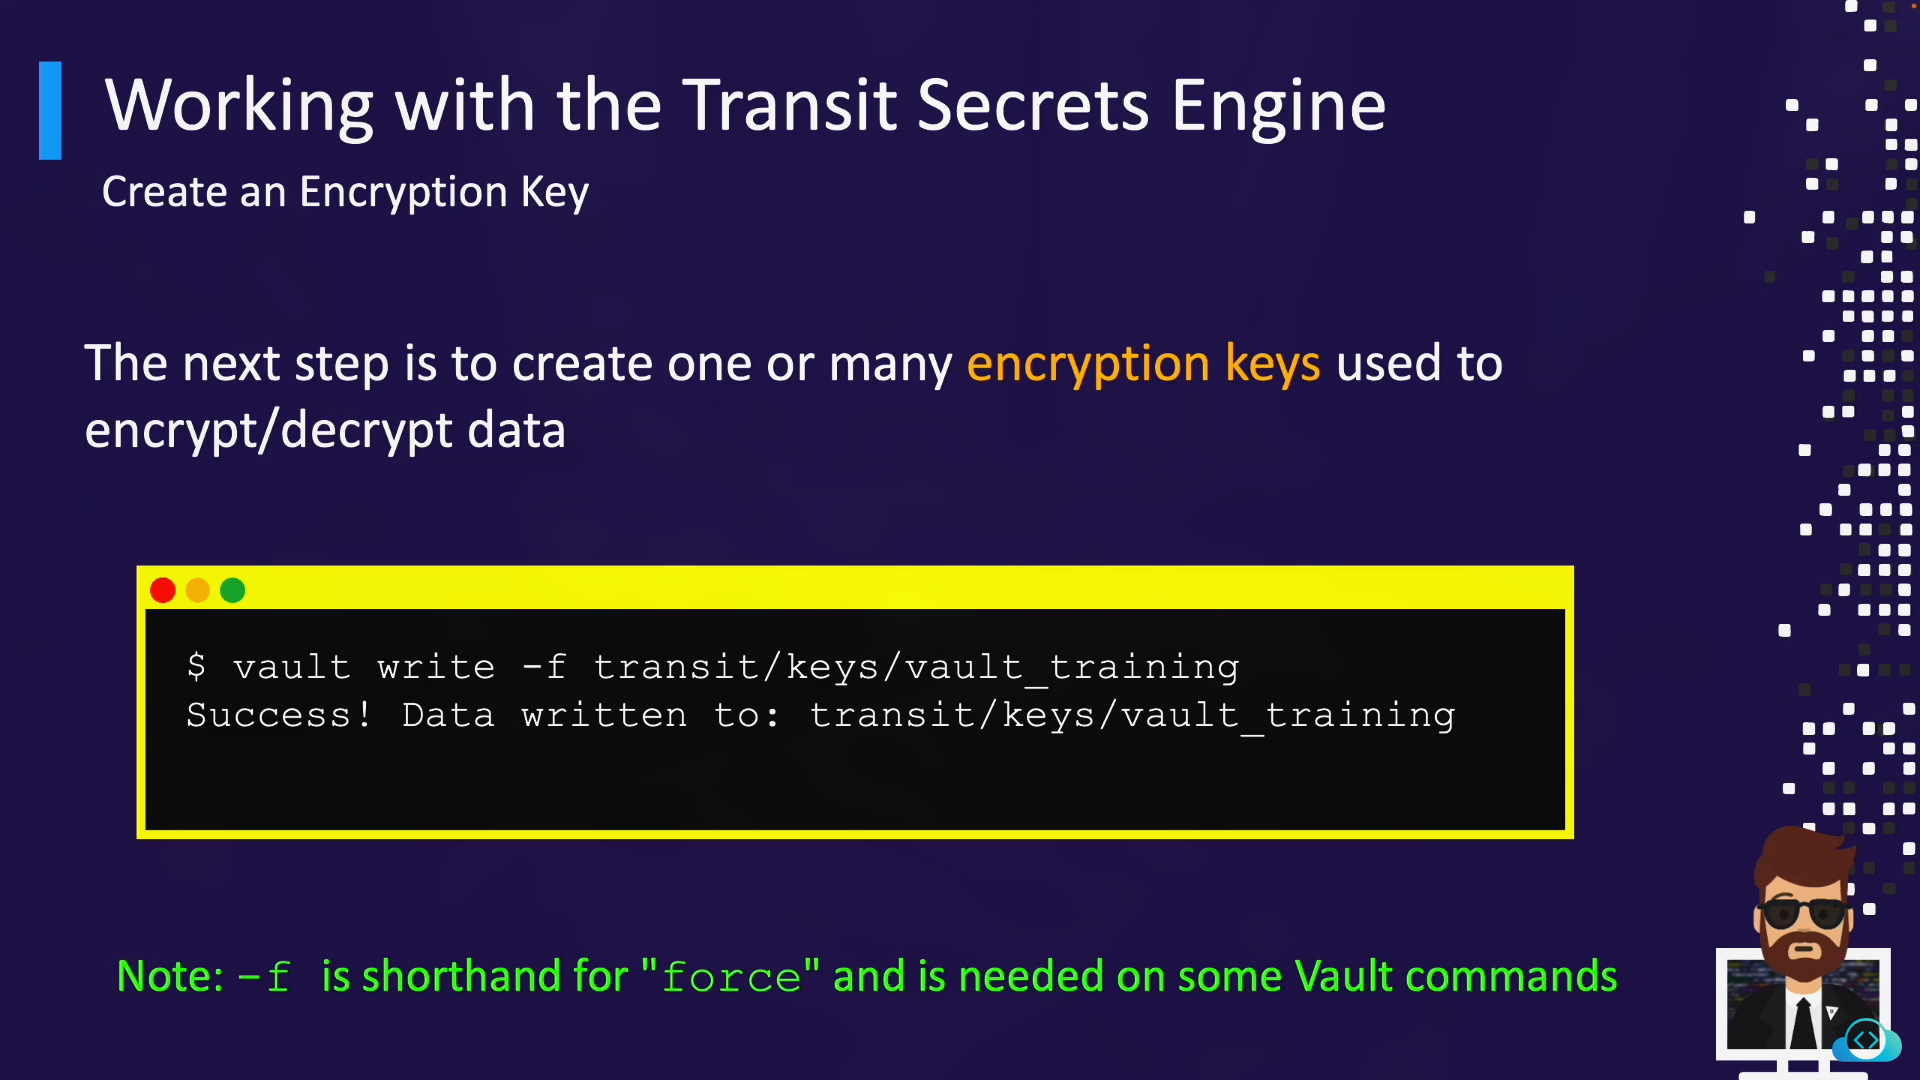 Working with the Transit Secrets Engine
Create an Encryption Key
The next step is to create one or many encryption keys used to
encrypt/decrypt data
$ vault write -f transit/keys/vault_training
Success! Data written to: transit/keys/vault_training
Note: -f is shorthand for "force" and is needed on some Vault commands